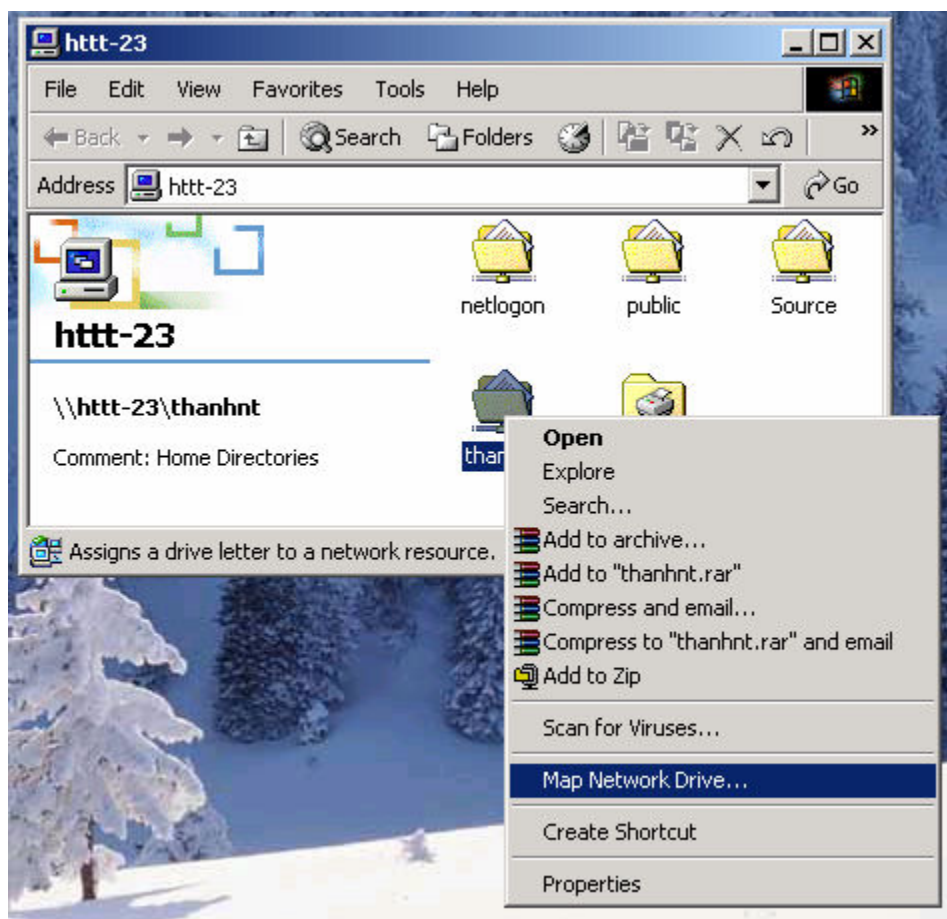 httt-23
File Edit View Favorites Tools Help
Back Search Folders »
Address httt-23 Go
netlogon public Source
httt-23
\\httt-23\thanhnt
Comment: Home Directories
Assigns a drive letter to a network resource.
Open
Explore
Search...
Add to archive...
Add to "thanhnt.rar"
Compress and email...
Compress to "thanhnt.rar" and email
Add to Zip
Scan for Viruses...
Map Network Drive...
Create Shortcut
Properties